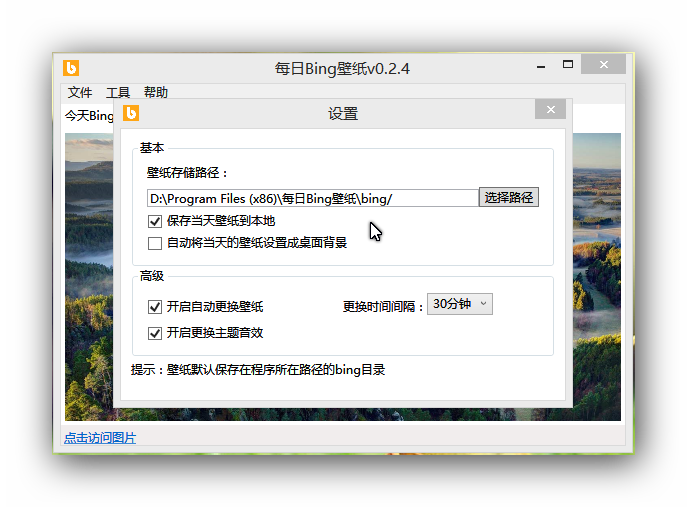 每日Bing壁纸v0.2.4
文件 工具 帮助
今天Bing
设置
基本
壁纸存储路径：
D:\Program Files (x86)\每日Bing壁纸\bing/ 选择路径
保存当天壁纸到本地
自动将当天的壁纸设置成桌面背景
高级
开启自动更换壁纸 更换时间间隔：30分钟
开启更换主题音效
提示：壁纸默认保存在程序所在路径的bing目录
点击访问图片